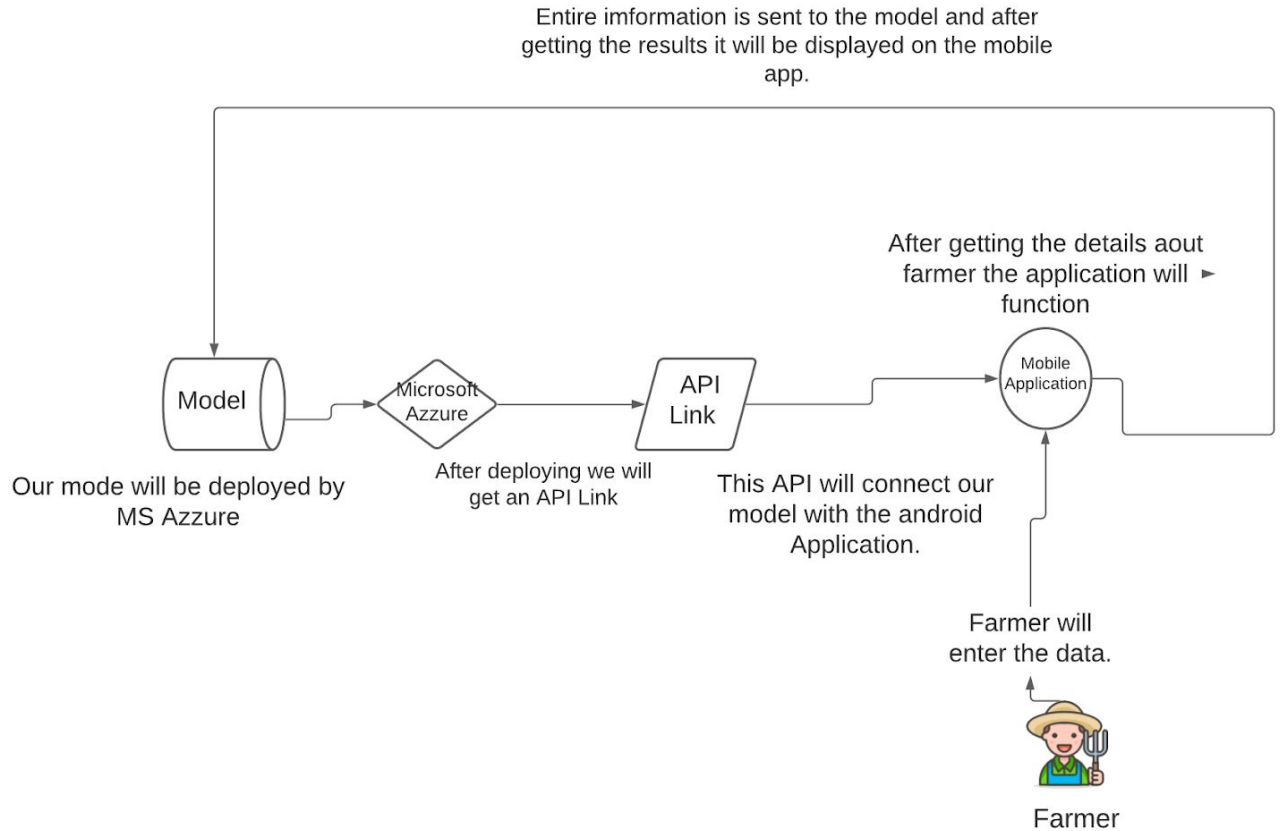 Entire imformation is sent to the model and after
getting the results it will be displayed on the mobile
app.
After getting the details aout
farmer the application will
function
Model
Microsoft
Azzure
API
Link
Mobile
Application
Our mode will be deployed by
MS Azzure
After deploying we will
get an API Link
This API will connect our
model with the android
Application.
Farmer will
enter the data.
Farmer